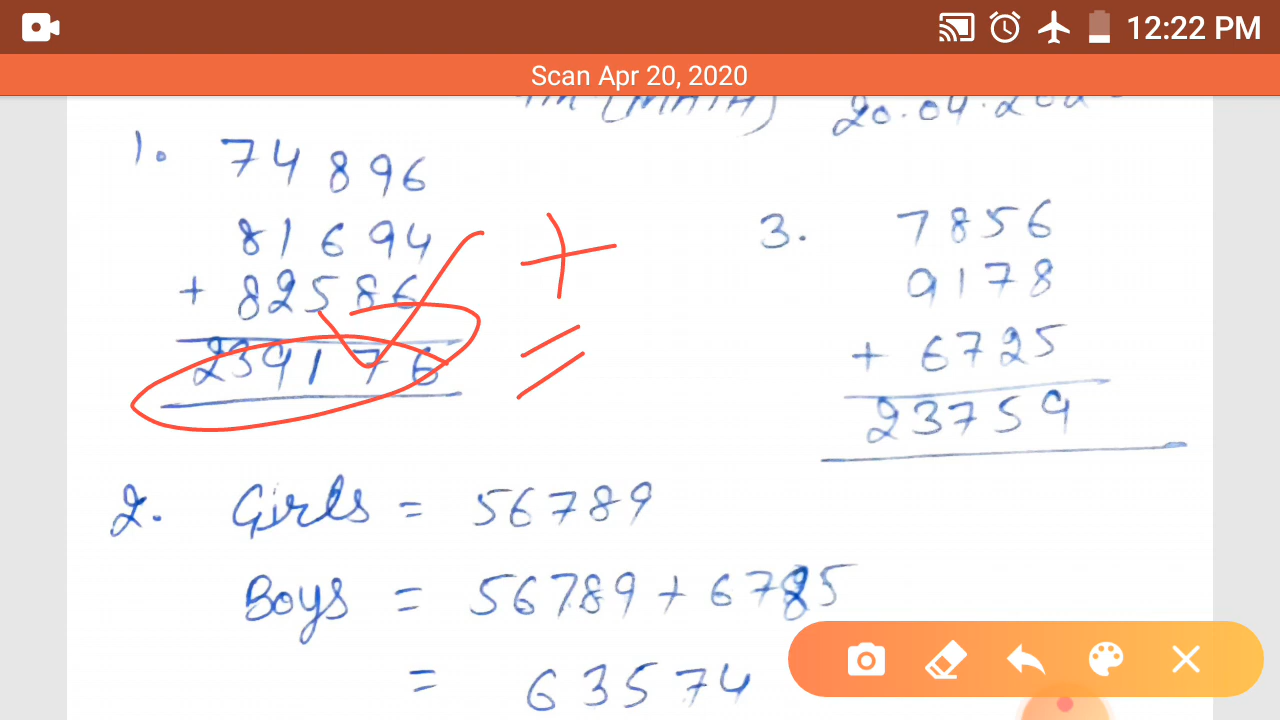 12:22 PM
Scan Apr 20, 2020
(MATH)
1. 74896
81694
+ 82586
239176
+
=
3. 7856
9178
+ 6725
23759
2. Girls = 56789
Boys = 56789 + 6785
= 63574